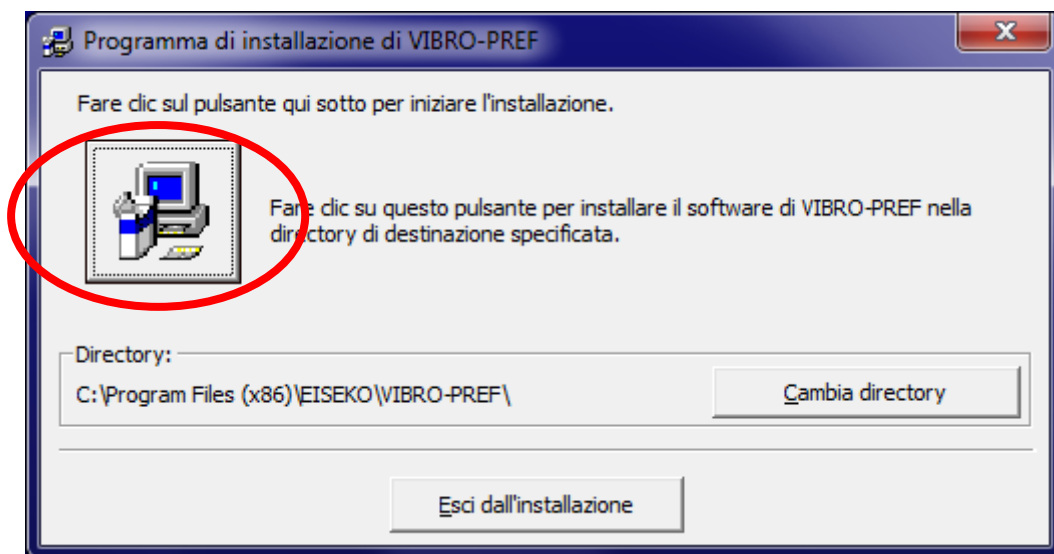 Programma di installazione di VIBRO-PREF
Fare clic sul pulsante qui sotto per iniziare l'installazione.
Fare clic su questo pulsante per installare il software di VIBRO-PREF nella
directory di destinazione specificata.
Directory:
C:\Program Files (x86)\EISEKO\VIBRO-PREF\
Cambia directory
Esci dall'installazione